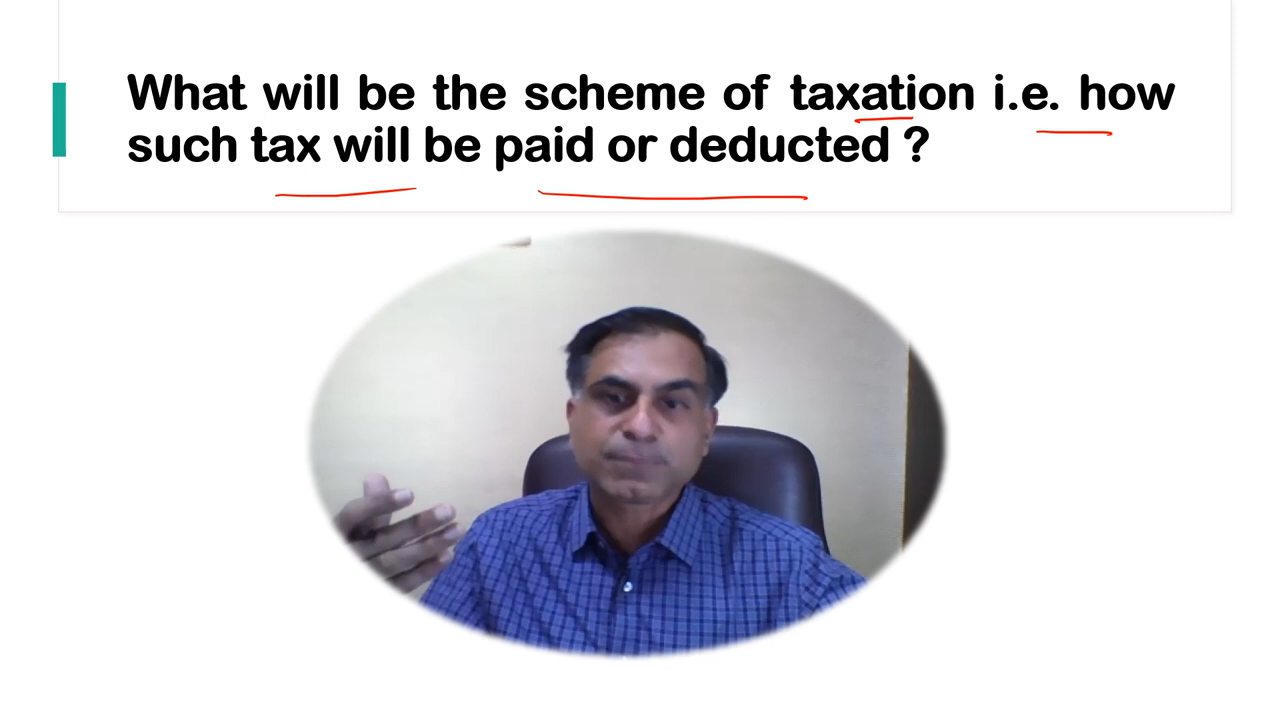 What will be the scheme of taxation i.e. how
such tax will be paid or deducted ?